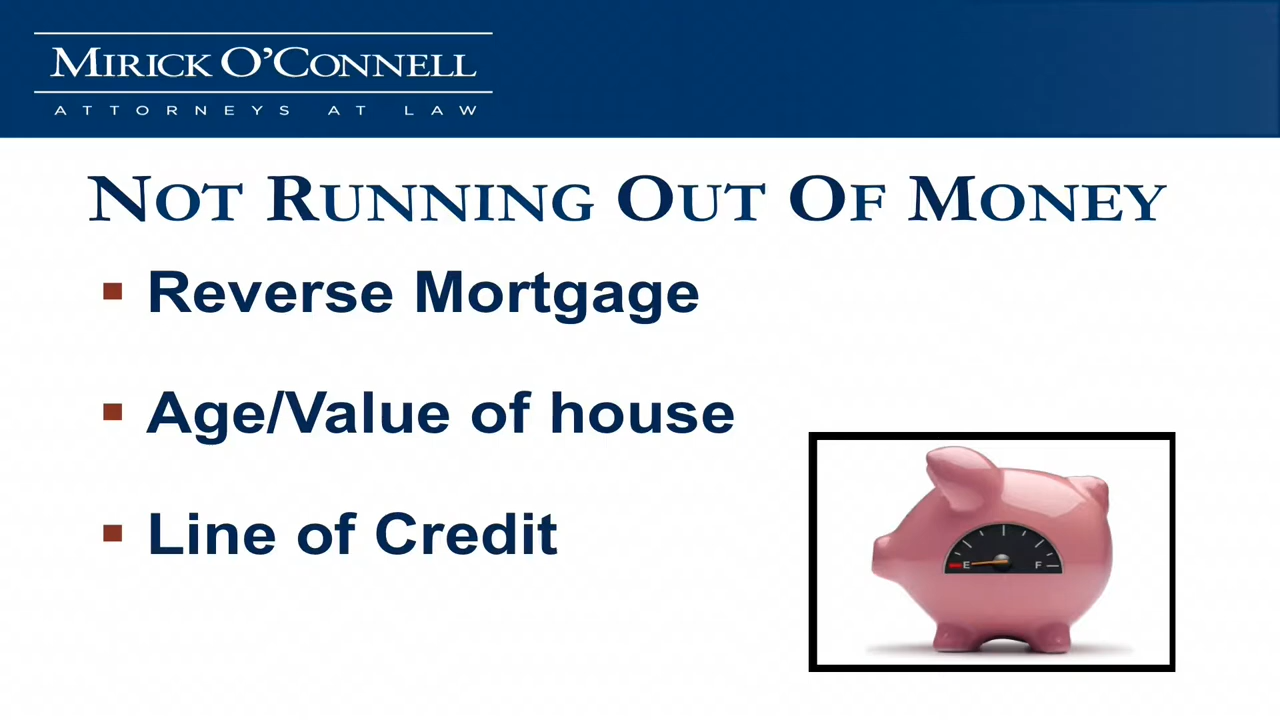 MIRICK O'CONNELL
ATTORNEYS AT LAW
NOT RUNNING OUT OF MONEY
Reverse Mortgage
Age/Value of house
Line of Credit
E F